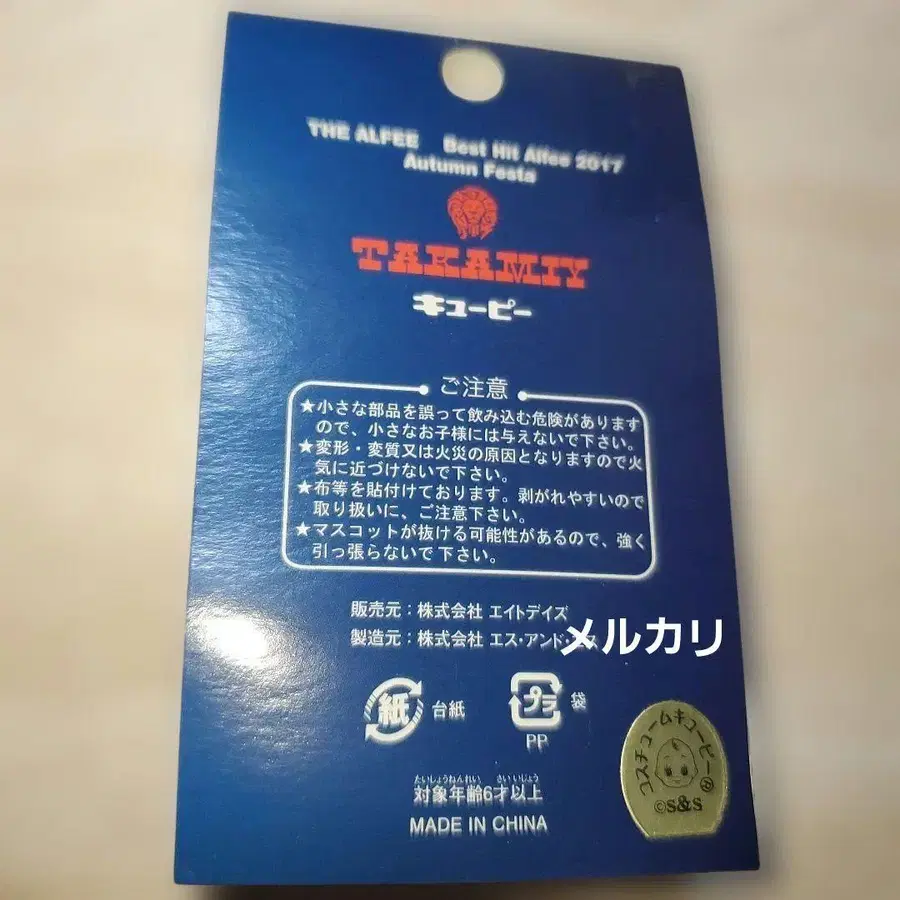 THE ALFEE Best Hit Alfee 2017
Autumn Festa
TAKAMIY
キューピー
ご注意
★小さな部品を誤って飲み込む危険があります
ので、小さなお子様には与えないで下さい。
★変形・変質又は火災の原因となりますので火
気に近づけないで下さい。
★布等を貼付けております。剥がれやすいので
取り扱いに、ご注意下さい。
★マスコットが抜ける可能性があるので、強く
引っ張らないで下さい。
販売元：株式会社 エイトデイズ
製造元：株式会社 エス・アンド・
メルカリ
紙 台紙
プラ 袋
PP
コスチュームキューピー®
©s&s
たいしょうねんれい さいいじょう
対象年齢6才以上
MADE IN CHINA